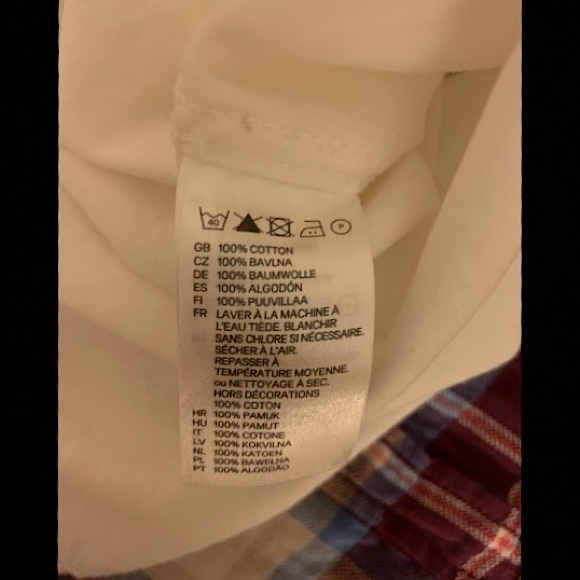 40 P
GB 100% COTTON
CZ 100% BAVLNA
DE 100% BAUMWOLLE
ES 100% ALGODÓN
FI 100% PUUVILLAA
FR LAVER À LA MACHINE À
L'EAU TIÈDE. BLANCHIR
SANS CHLORE SI NÉCESSAIRE.
SÉCHER À L'AIR.
REPASSER À
TEMPÉRATURE MOYENNE.
ou NETTOYAGE À SEC.
HORS DÉCORATIONS
100% COTON
HR 100% PAMUK
HU 100% PAMUT
IT 100% COTONE
LV 100% KOKVILNA
NL 100% KATOEN
PL 100% BAWEŁNA
PT 100% ALGODÃO